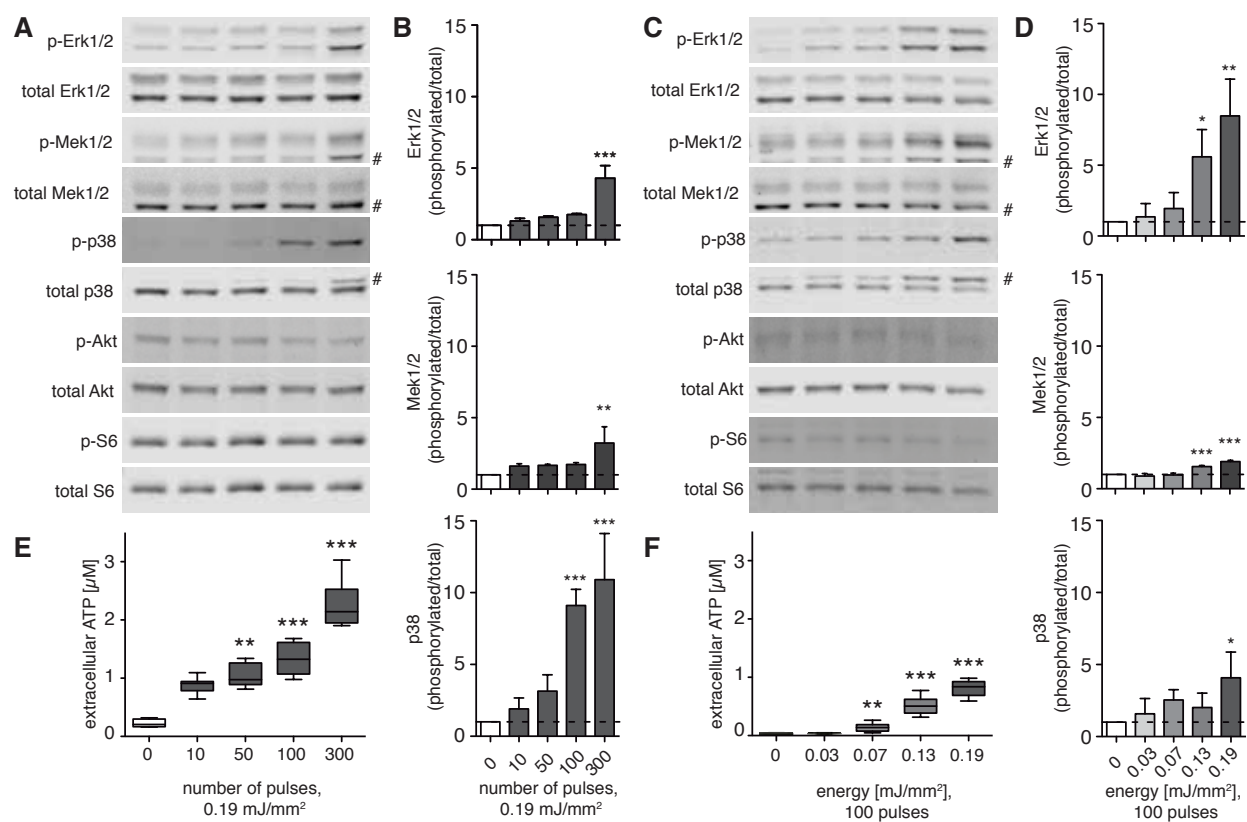 A
p-Erk1/2
total Erk1/2
p-Mek1/2
#
total Mek1/2
#
p-p38
total p38
#
p-Akt
total Akt
p-S6
total S6
B
Erk1/2
(phosphorylated/total)
15
10
5
0
***
Mek1/2
(phosphorylated/total)
15
10
5
0
**
p38
(phosphorylated/total)
15
10
5
0
***
***
0 10 50 100 300
number of pulses,
0.19 mJ/mm²
C
p-Erk1/2
total Erk1/2
p-Mek1/2
#
total Mek1/2
#
p-p38
total p38
#
p-Akt
total Akt
p-S6
total S6
D
Erk1/2
(phosphorylated/total)
15
10
5
0
*
**
Mek1/2
(phosphorylated/total)
15
10
5
0
***
***
p38
(phosphorylated/total)
15
10
5
0
*
0 0.03 0.07 0.13 0.19
energy [mJ/mm²],
100 pulses
E
extracellular ATP [µM]
3
2
1
0
**
***
***
0 10 50 100 300
number of pulses,
0.19 mJ/mm²
F
extracellular ATP [µM]
3
2
1
0
**
***
***
0 0.03 0.07 0.13 0.19
energy [mJ/mm²],
100 pulses